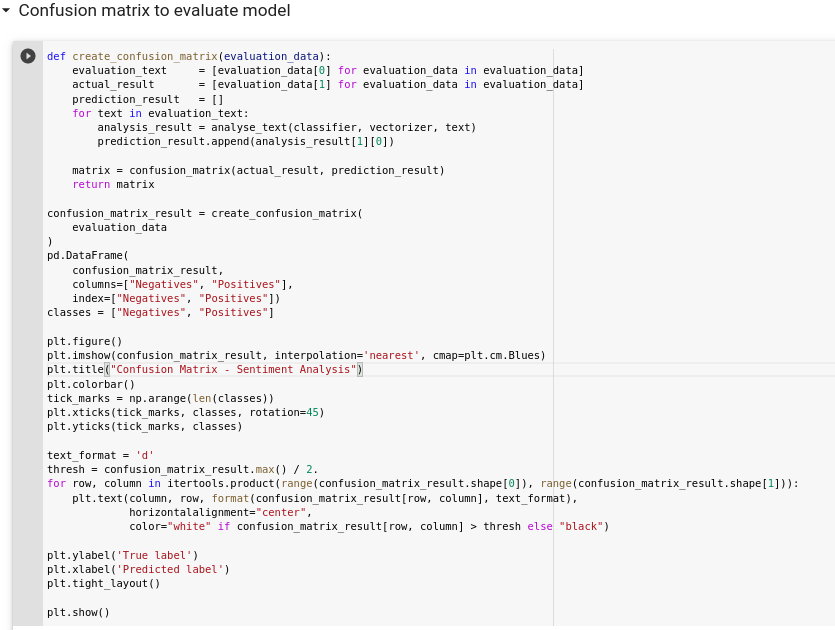 Confusion matrix to evaluate model
def create_confusion_matrix(evaluation_data):
    evaluation_text     = [evaluation_data[0] for evaluation_data in evaluation_data]
    actual_result       = [evaluation_data[1] for evaluation_data in evaluation_data]
    prediction_result   = []
    for text in evaluation_text:
        analysis_result = analyse_text(classifier, vectorizer, text)
        prediction_result.append(analysis_result[1][0])

    matrix = confusion_matrix(actual_result, prediction_result)
    return matrix

confusion_matrix_result = create_confusion_matrix(
    evaluation_data
)
pd.DataFrame(
    confusion_matrix_result,
    columns=["Negatives", "Positives"],
    index=["Negatives", "Positives"])
classes = ["Negatives", "Positives"]

plt.figure()
plt.imshow(confusion_matrix_result, interpolation='nearest', cmap=plt.cm.Blues)
plt.title("Confusion Matrix - Sentiment Analysis")
plt.colorbar()
tick_marks = np.arange(len(classes))
plt.xticks(tick_marks, classes, rotation=45)
plt.yticks(tick_marks, classes)

text_format = 'd'
thresh = confusion_matrix_result.max() / 2.
for row, column in itertools.product(range(confusion_matrix_result.shape[0]), range(confusion_matrix_result.shape[1])):
    plt.text(column, row, format(confusion_matrix_result[row, column], text_format),
             horizontalalignment="center",
             color="white" if confusion_matrix_result[row, column] > thresh else "black")

plt.ylabel('True label')
plt.xlabel('Predicted label')
plt.tight_layout()

plt.show()